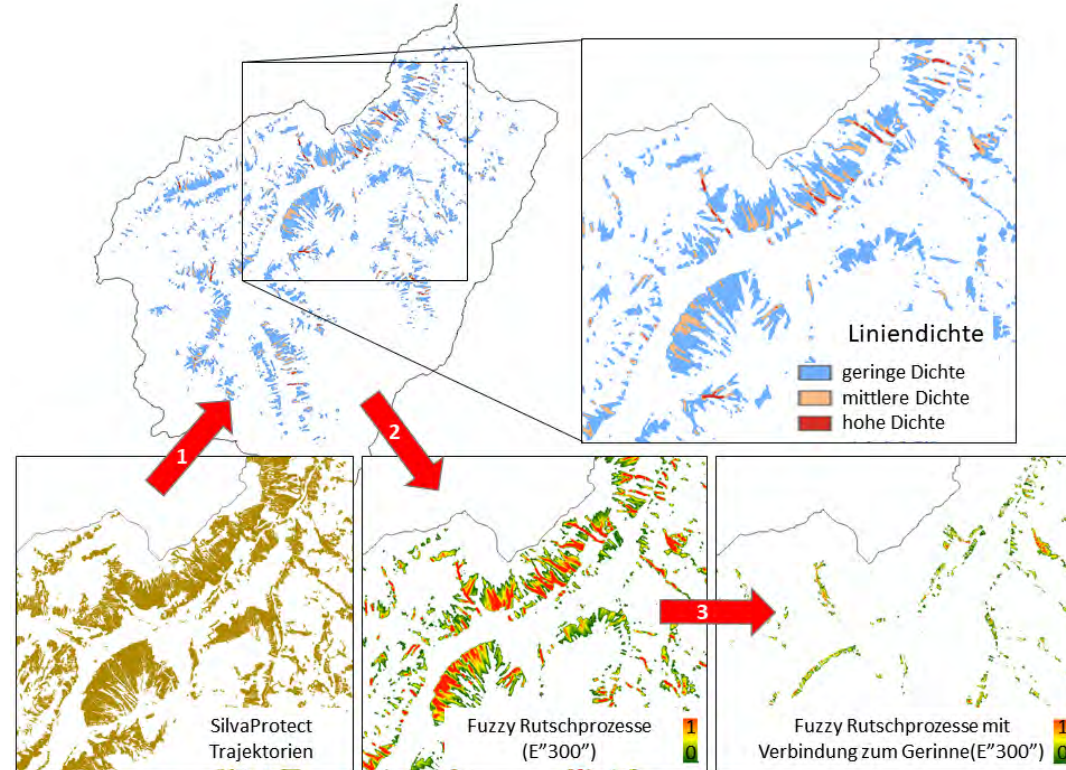 Liniendichte
geringe Dichte
mittlere Dichte
hohe Dichte
1
2
SilvaProtect
Trajektorien
Fuzzy Rutschprozesse
(E”300”)
1
0
3
Fuzzy Rutschprozesse mit
Verbindung zum Gerinne(E”300”)
1
0